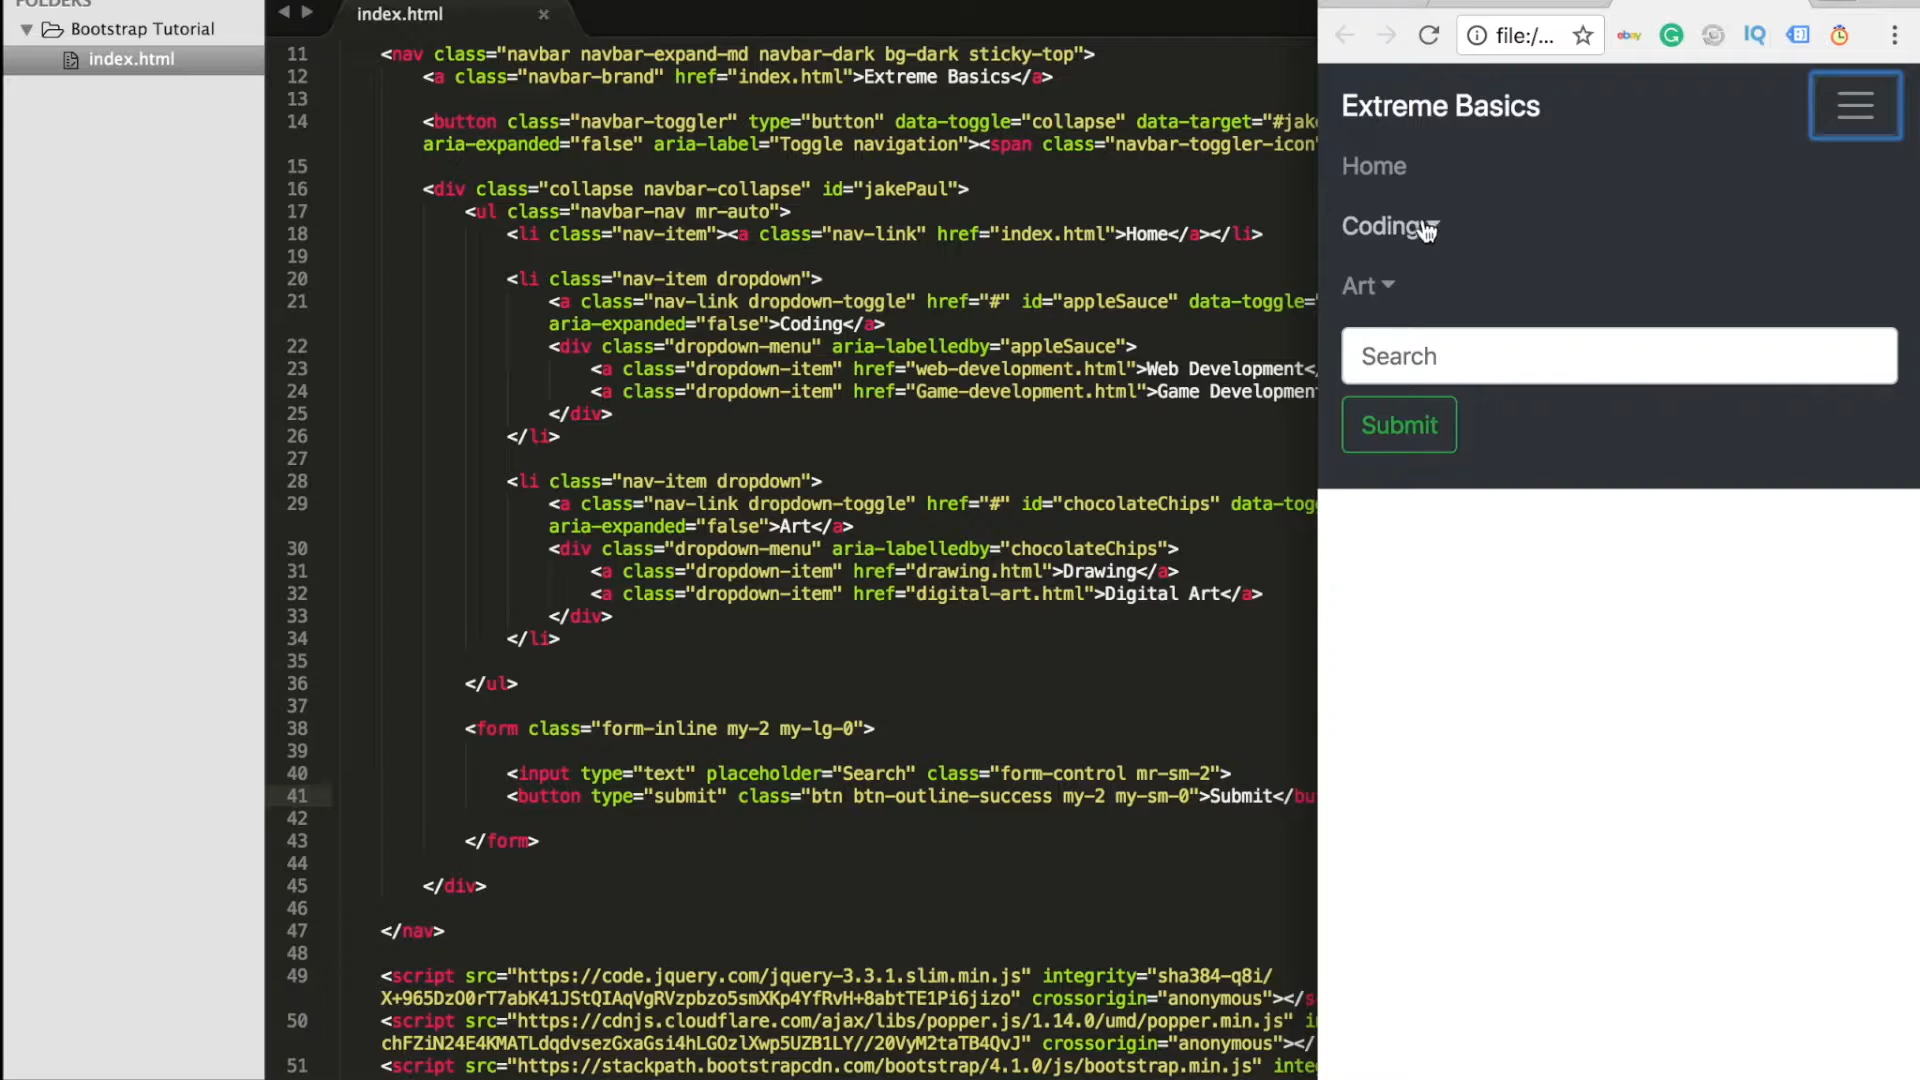 FOLDERS
Bootstrap Tutorial
index.html
index.html
11 <nav class="navbar navbar-expand-md navbar-dark bg-dark sticky-top">
12 <a class="navbar-brand" href="index.html">Extreme Basics</a>
13
14 <button class="navbar-toggler" type="button" data-toggle="collapse" data-target="#jak
aria-expanded="false" aria-label="Toggle navigation"><span class="navbar-toggler-icon
15
16 <div class="collapse navbar-collapse" id="jakePaul">
17 <ul class="navbar-nav mr-auto">
18 <li class="nav-item"><a class="nav-link" href="index.html">Home</a></li>
19
20 <li class="nav-item dropdown">
21 <a class="nav-link dropdown-toggle" href="#" id="appleSauce" data-toggle="
aria-expanded="false">Coding</a>
22 <div class="dropdown-menu" aria-labelledby="appleSauce">
23 <a class="dropdown-item" href="web-development.html">Web Development</
24 <a class="dropdown-item" href="Game-development.html">Game Developmen
25 </div>
26 </li>
27
28 <li class="nav-item dropdown">
29 <a class="nav-link dropdown-toggle" href="#" id="chocolateChips" data-tog
aria-expanded="false">Art</a>
30 <div class="dropdown-menu" aria-labelledby="chocolateChips">
31 <a class="dropdown-item" href="drawing.html">Drawing</a>
32 <a class="dropdown-item" href="digital-art.html">Digital Art</a>
33 </div>
34 </li>
35
36 </ul>
37
38 <form class="form-inline my-2 my-lg-0">
39
40 <input type="text" placeholder="Search" class="form-control mr-sm-2">
41 <button type="submit" class="btn btn-outline-success my-2 my-sm-0">Submit</bu
42
43 </form>
44
45 </div>
46
47 </nav>
48
49 <script src="https://code.jquery.com/jquery-3.3.1.slim.min.js" integrity="sha384-q8i/
X+965DzO0rT7abK41JStQIAqVgRVzpbzo5smXKp4YfRvH+8abtTE1Pi6jizo" crossorigin="anonymous"></s
50 <script src="https://cdnjs.cloudflare.com/ajax/libs/popper.js/1.14.0/umd/popper.min.js" i
chFZiN24E4KMATLdqdvsezGxaGsi4hLGOzlXwp5UZB1LY//20VyM2taTB4QvJ" crossorigin="anonymous"></
51 <script src="https://stackpath.bootstrapcdn.com/bootstrap/4.1.0/js/bootstrap.min.js" inte
file:/...
ebay
G
IQ
Extreme Basics
Home
Coding
Art
Search
Submit